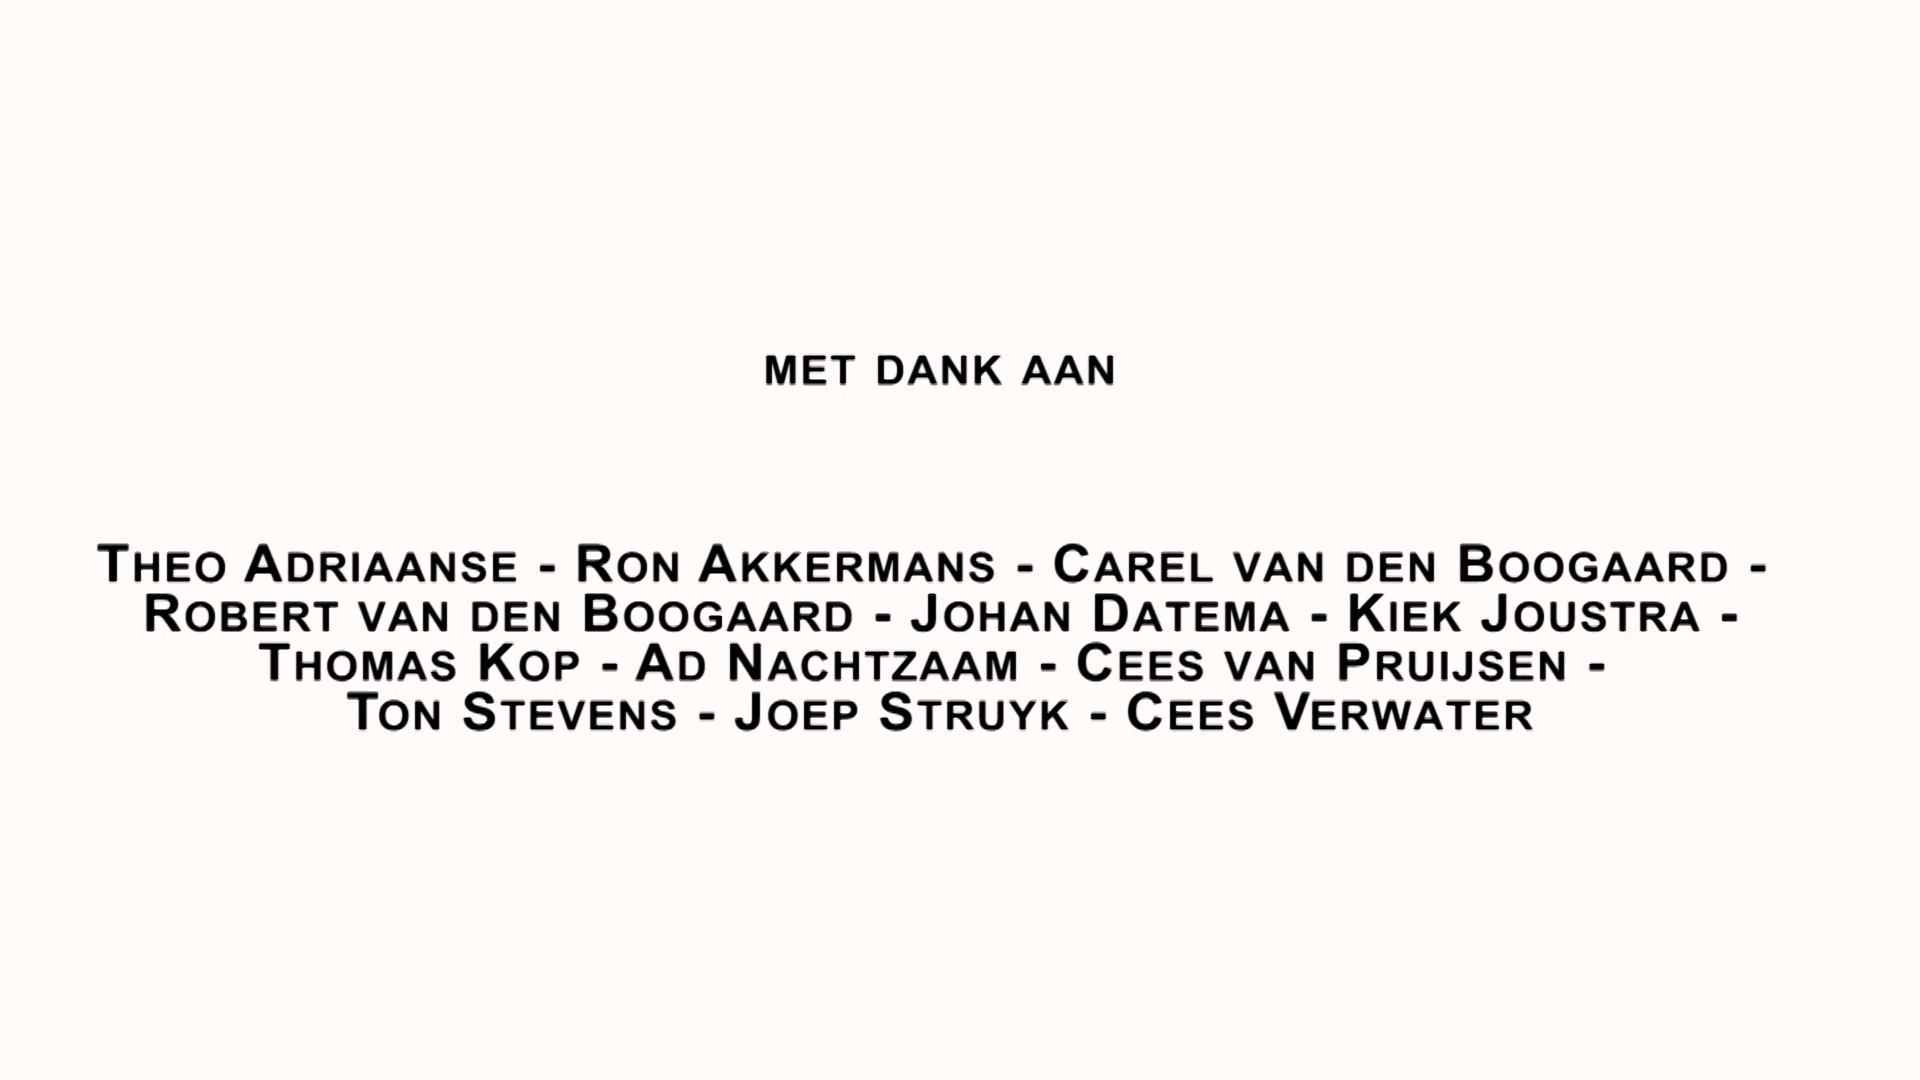 MET DANK AAN
THEO ADRIAANSE - RON AKKERMANS - CAREL VAN DEN BOOGAARD -
ROBERT VAN DEN BOOGAARD - JOHAN DATEMA - KIEK JOUSTRA -
THOMAS KOP - AD NACHTZAAM - CEES VAN PRUIJSEN -
TON STEVENS - JOEP STRUYK - CEES VERWATER